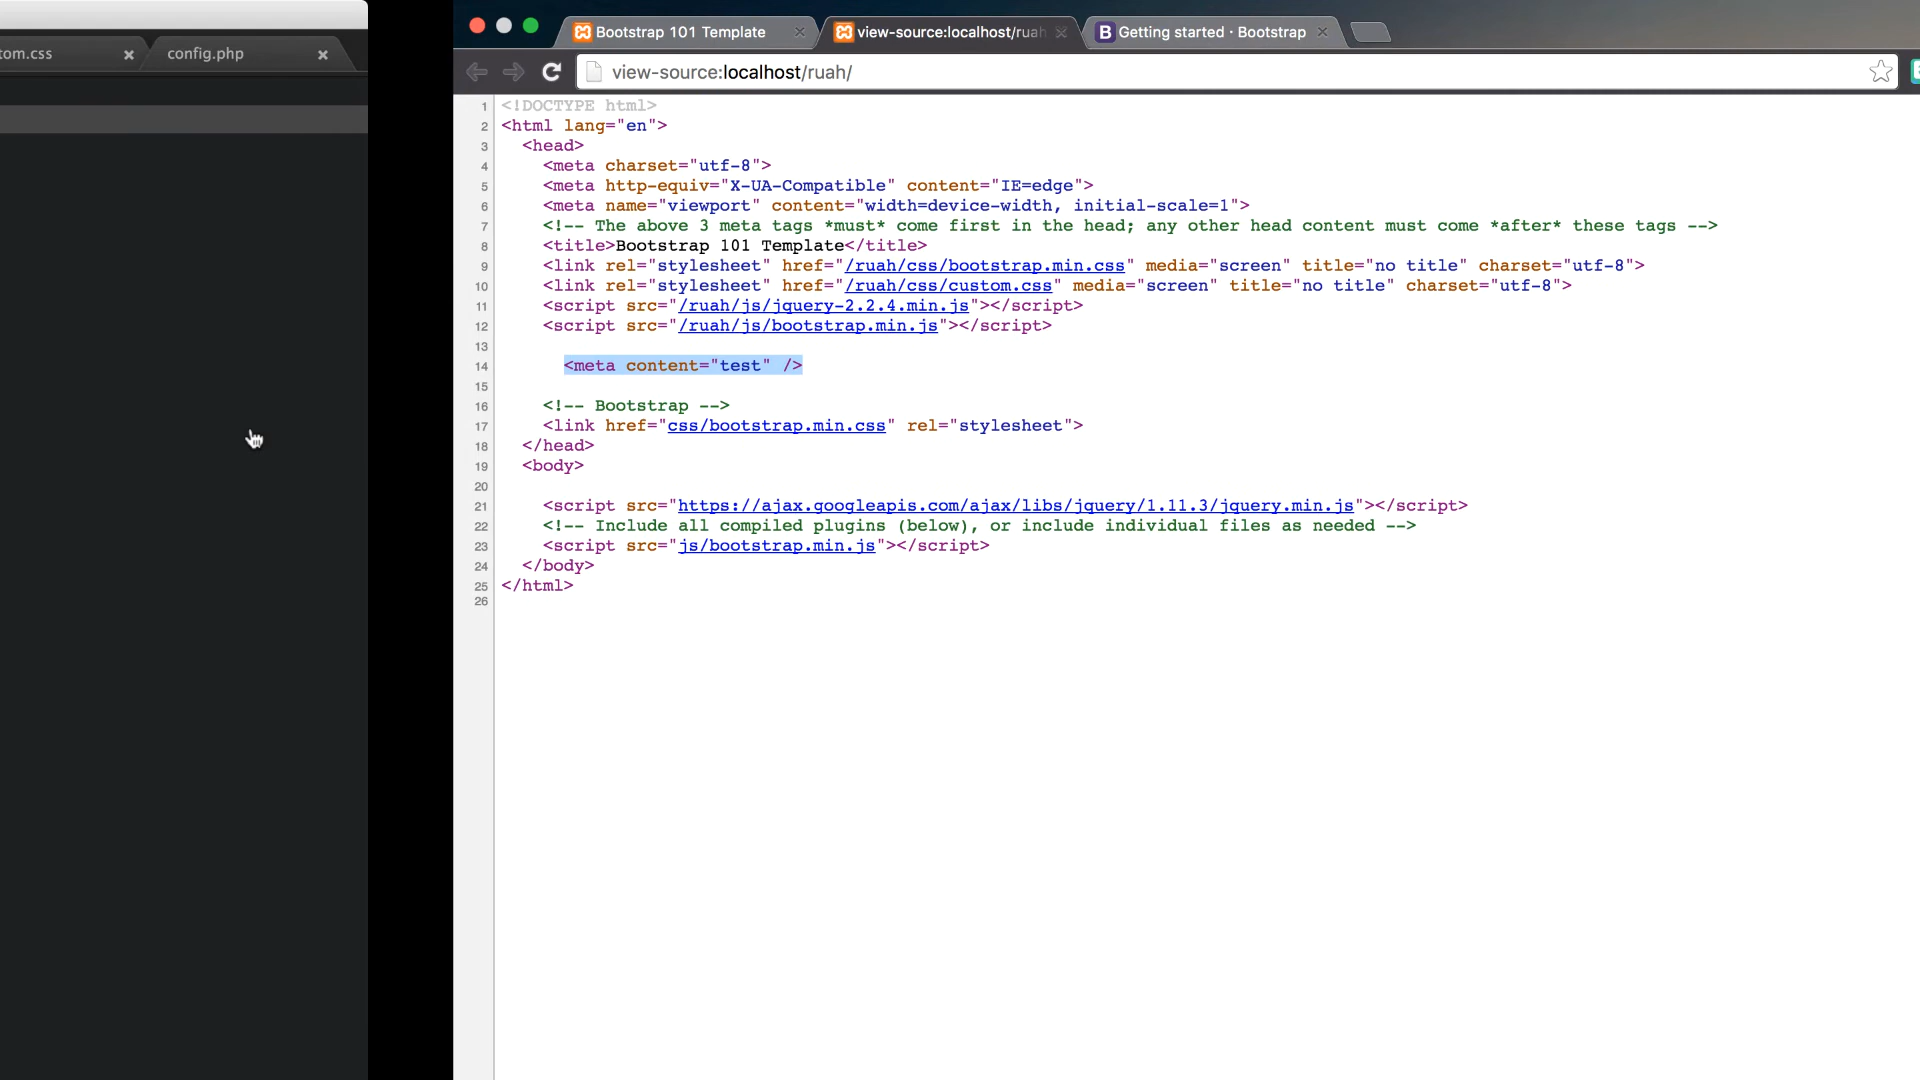 tom.css
config.php
Bootstrap 101 Template
view-source:localhost/ruah
Getting started · Bootstrap
view-source:localhost/ruah/
1 <!DOCTYPE html>
2 <html lang="en">
3 <head>
4 <meta charset="utf-8">
5 <meta http-equiv="X-UA-Compatible" content="IE=edge">
6 <meta name="viewport" content="width=device-width, initial-scale=1">
7 <!-- The above 3 meta tags *must* come first in the head; any other head content must come *after* these tags -->
8 <title>Bootstrap 101 Template</title>
9 <link rel="stylesheet" href="/ruah/css/bootstrap.min.css" media="screen" title="no title" charset="utf-8">
10 <link rel="stylesheet" href="/ruah/css/custom.css" media="screen" title="no title" charset="utf-8">
11 <script src="/ruah/js/jquery-2.2.4.min.js"></script>
12 <script src="/ruah/js/bootstrap.min.js"></script>
13
14 <meta content="test" />
15
16 <!-- Bootstrap -->
17 <link href="css/bootstrap.min.css" rel="stylesheet">
18 </head>
19 <body>
20
21 <script src="https://ajax.googleapis.com/ajax/libs/jquery/1.11.3/jquery.min.js"></script>
22 <!-- Include all compiled plugins (below), or include individual files as needed -->
23 <script src="js/bootstrap.min.js"></script>
24 </body>
25 </html>
26